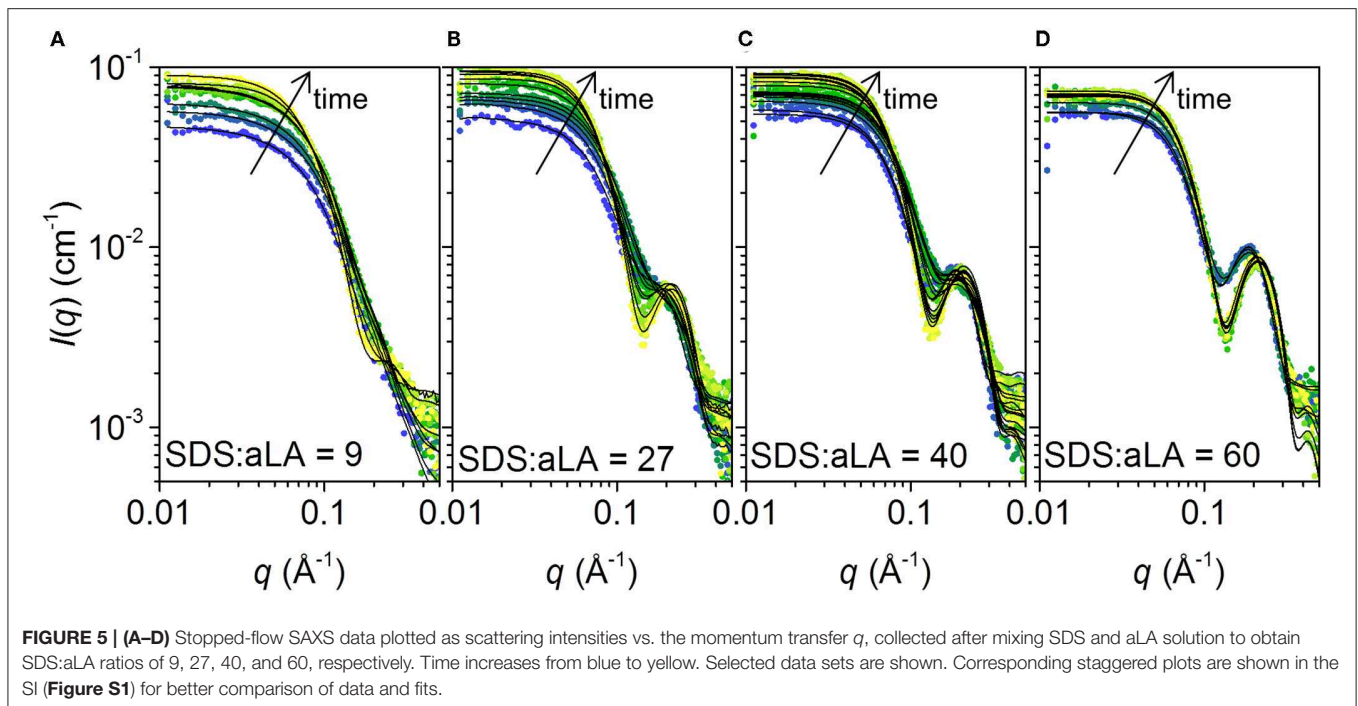 A B C D
10⁻¹
10⁻²
10⁻³
I(q) (cm⁻¹)
time time time time
SDS:aLA = 9 SDS:aLA = 27 SDS:aLA = 40 SDS:aLA = 60
0.01 0.1 0.01 0.1 0.01 0.1 0.01 0.1
q (Å⁻¹) q (Å⁻¹) q (Å⁻¹) q (Å⁻¹)
FIGURE 5 | (A–D) Stopped-flow SAXS data plotted as scattering intensities vs. the momentum transfer q, collected after mixing SDS and aLA solution to obtain
SDS:aLA ratios of 9, 27, 40, and 60, respectively. Time increases from blue to yellow. Selected data sets are shown. Corresponding staggered plots are shown in the
SI (Figure S1) for better comparison of data and fits.